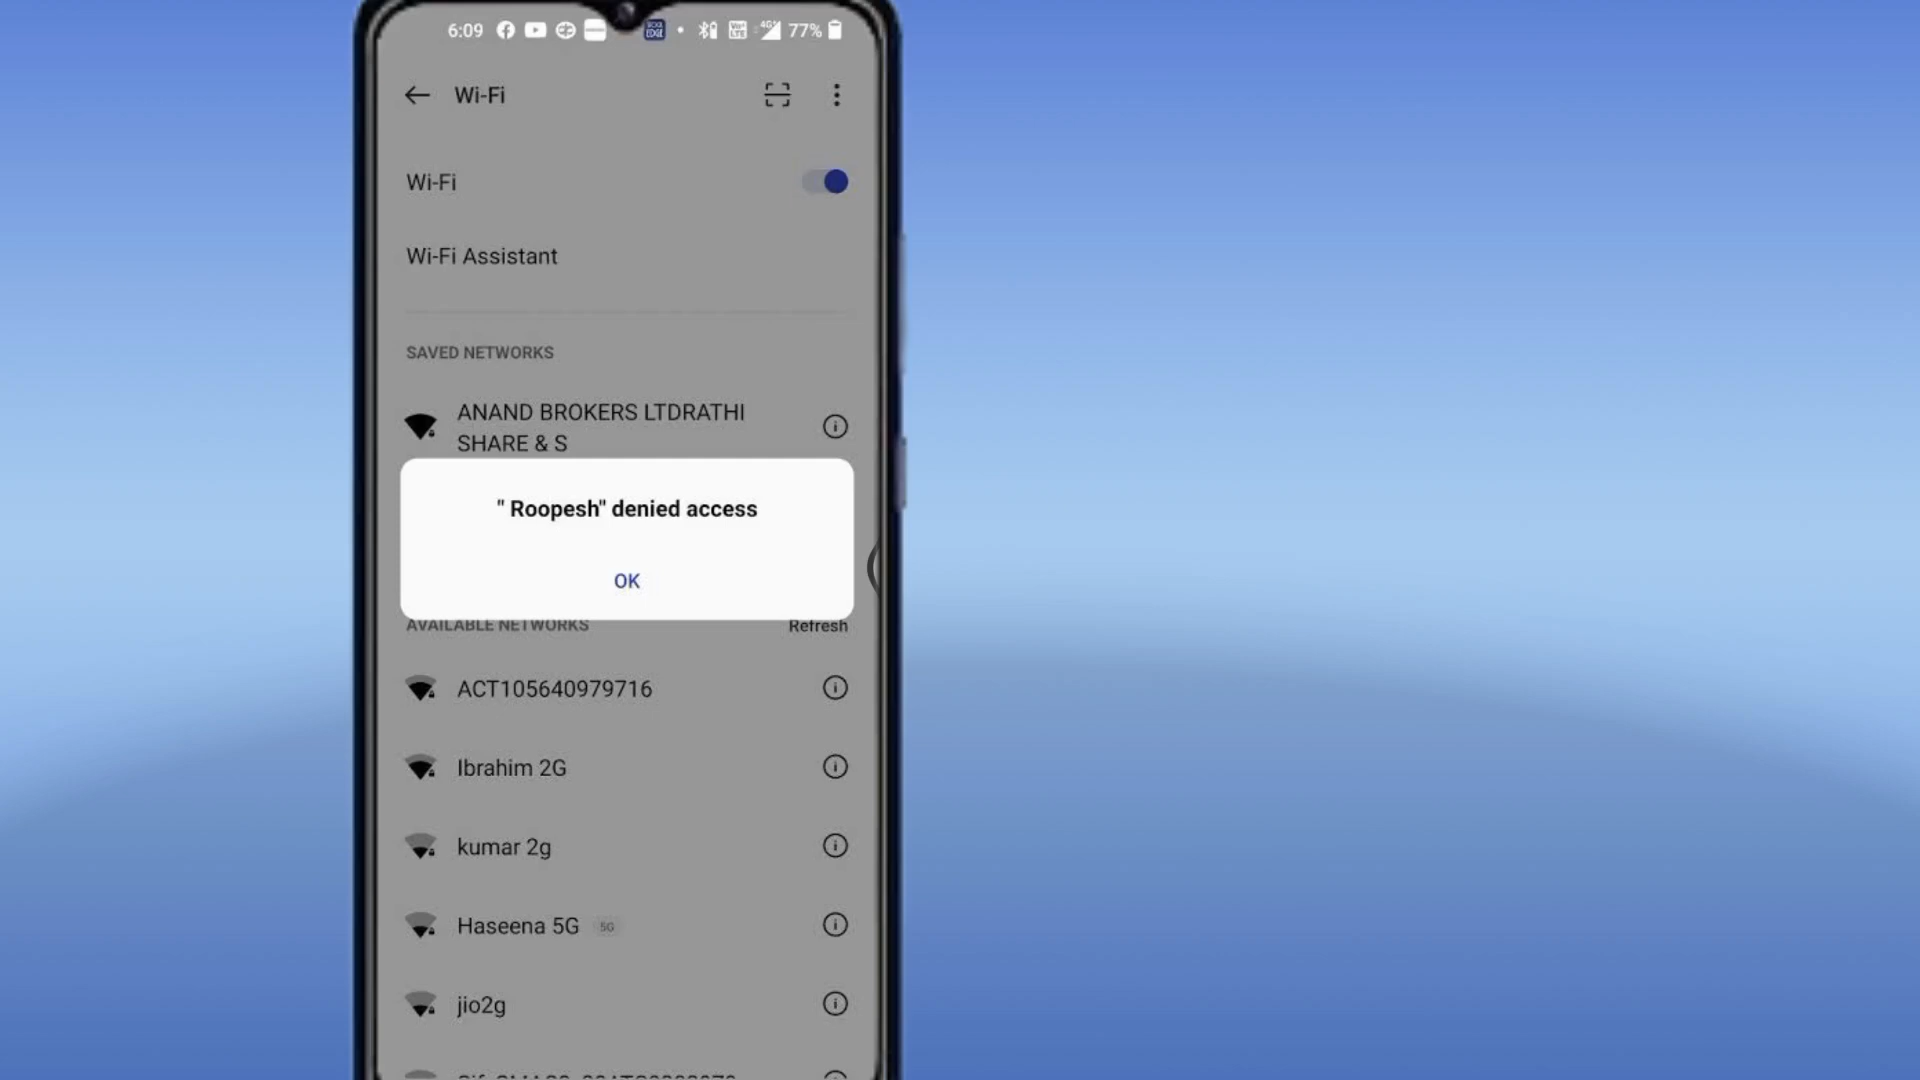 6:09
77%
Wi-Fi
Wi-Fi
Wi-Fi Assistant
SAVED NETWORKS
ANAND BROKERS LTDRATHI
SHARE & S
" Roopesh" denied access
OK
AVAILABLE NETWORKS Refresh
ACT105640979716
Ibrahim 2G
kumar 2g
Haseena 5G 5G
jio2g